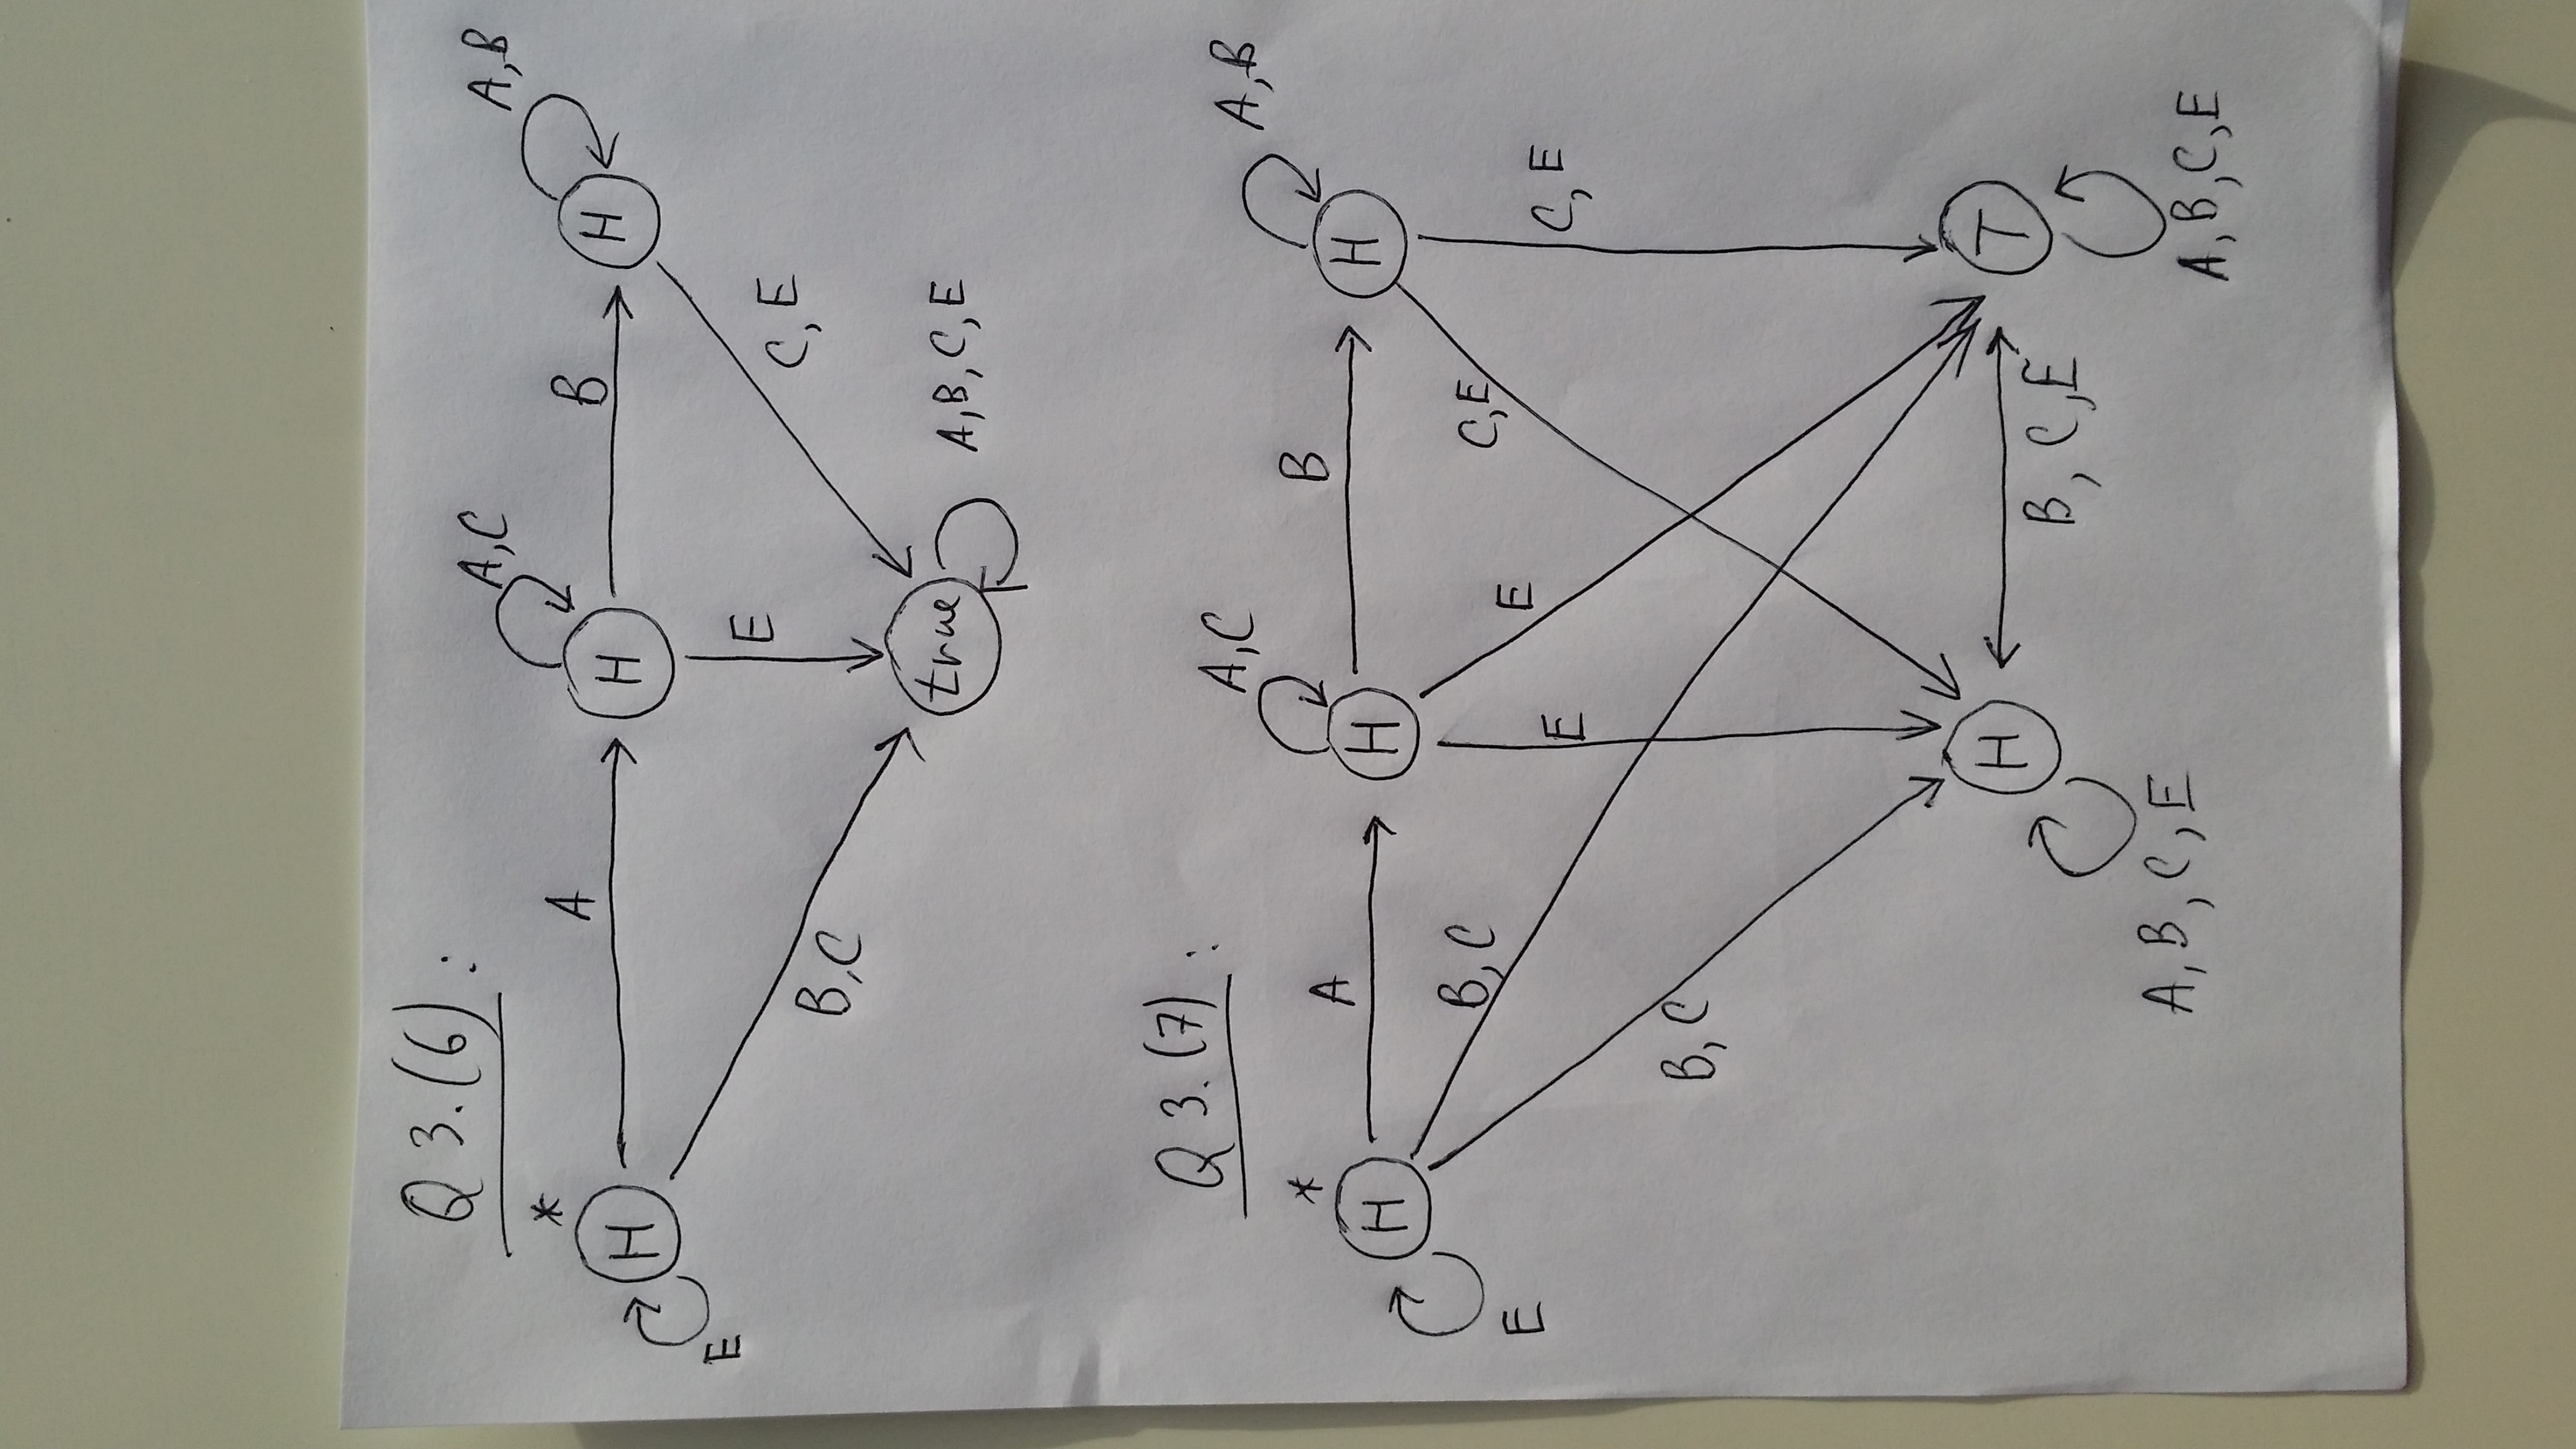 Q 3.(6) :
*
H
E
A
B,C
H
A,C
B
E
H
A,B
C,E
true
A,B,C,E
Q 3.(7) :
*
H
E
A
B,C
B,C
H
A,C
B
E
E
H
A,B
C,E
C,E
H
A,B,C,E
B,C,E
T
A,B,C,E